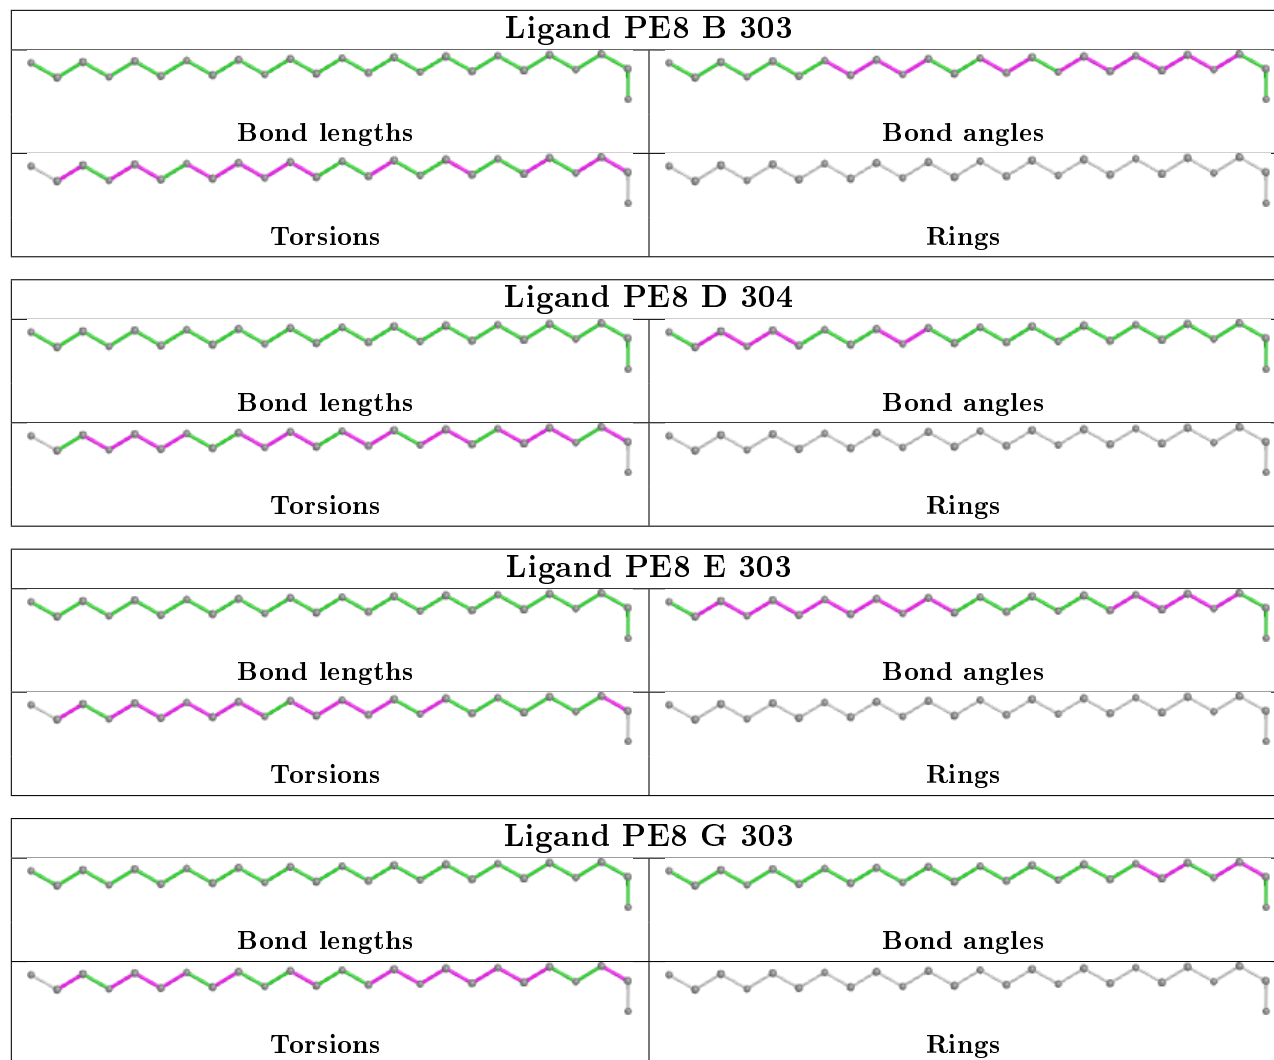 Ligand PE8 B 303
Bond lengths
Bond angles
Torsions
Rings
Ligand PE8 D 304
Bond lengths
Bond angles
Torsions
Rings
Ligand PE8 E 303
Bond lengths
Bond angles
Torsions
Rings
Ligand PE8 G 303
Bond lengths
Bond angles
Torsions
Rings